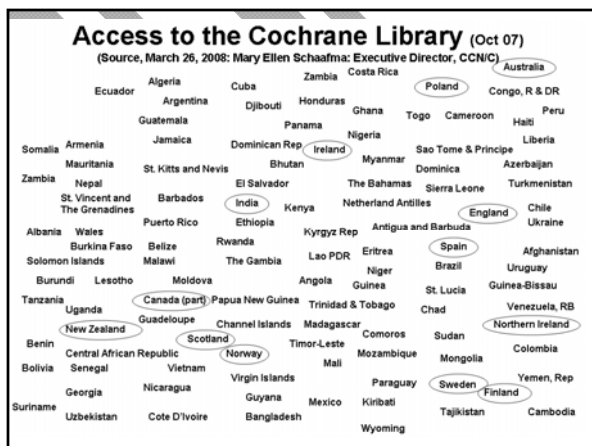 Access to the Cochrane Library (Oct 07)
(Source, March 26, 2008: Mary Ellen Schaafma: Executive Director, CCN/C)
Australia
Ecuador Algeria Cuba Zambia Costa Rica Poland Congo, R & DR
Argentina Djibouti Honduras Ghana Togo Cameroon Peru
Guatemala Panama Haiti
Somalia Armenia Jamaica Dominican Rep Ireland Nigeria Sao Tome & Principe Liberia
Mauritania St. Kitts and Nevis Bhutan Myanmar Dominica Azerbaijan
Zambia Nepal El Salvador The Bahamas Sierra Leone Turkmenistan
St. Vincent and The Grenadines Barbados India Kenya Netherland Antilles England Chile
Puerto Rico Ethiopia Antigua and Barbuda Ukraine
Albania Wales Kyrgyz Rep
Burkina Faso Belize Rwanda Lao PDR Eritrea Spain Afghanistan
Solomon Islands Malawi The Gambia Niger Brazil Uruguay
Burundi Lesotho Moldova Angola Guinea St. Lucia Guinea-Bissau
Tanzania Canada (part) Papua New Guinea Trinidad & Tobago Chad Venezuela, RB
Uganda Guadeloupe
New Zealand Channel Islands Madagascar Northern Ireland
Benin Scotland Timor-Leste Comoros Sudan Colombia
Central African Republic Norway Mozambique Mongolia
Bolivia Senegal Vietnam Mali
Virgin Islands Paraguay Sweden Yemen, Rep
Georgia Nicaragua Guyana Mexico Kiribati Finland
Suriname Uzbekistan Cote D'Ivoire Bangladesh Tajikistan Cambodia
Wyoming